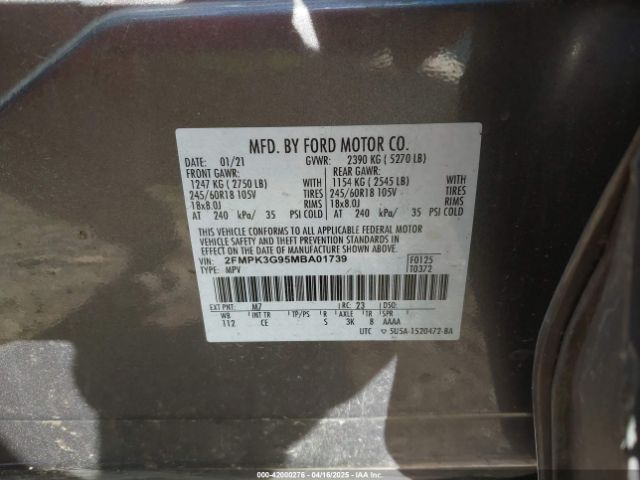 MFD. BY FORD MOTOR CO.
DATE: 01/21 GVWR: 2390 KG ( 5270 LB)
FRONT GAWR: REAR GAWR:
1247 KG ( 2750 LB) WITH 1154 KG ( 2545 LB) WITH
245/60R18 105V TIRES 245/60R18 105V TIRES
18x8.0J RIMS 18x8.0J RIMS
AT 240 kPa/ 35 PSI COLD AT 240 kPa/ 35 PSI COLD
THIS VEHICLE CONFORMS TO ALL APPLICABLE FEDERAL MOTOR
VEHICLE SAFETY AND THEFT PREVENTION STANDARDS IN
EFFECT ON THE DATE OF MANUFACTURE SHOWN ABOVE.
VIN: 2FMPK3G95MBA01739 F0125
TYPE: MPV T0372
EXT PNT: M7 RC: 23 DSO:
WB INT TR TP/PS R AXLE TR SPR
112 CE S 3K 8 AAAA
UTC 5U5A-1520472-BA
000-42000276 - 04/16/2025 - IAAI.com